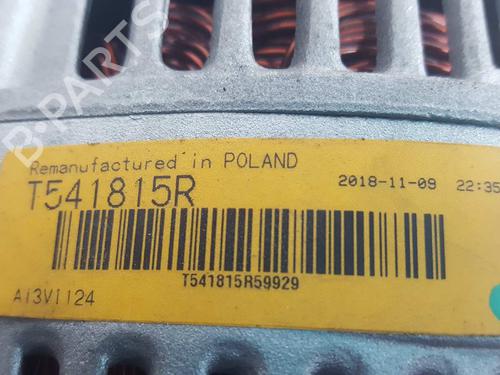 Remanufactured in POLAND
T541815R 2018-11-09 22:35
T541815R59929
A13VI124
B-PARTS